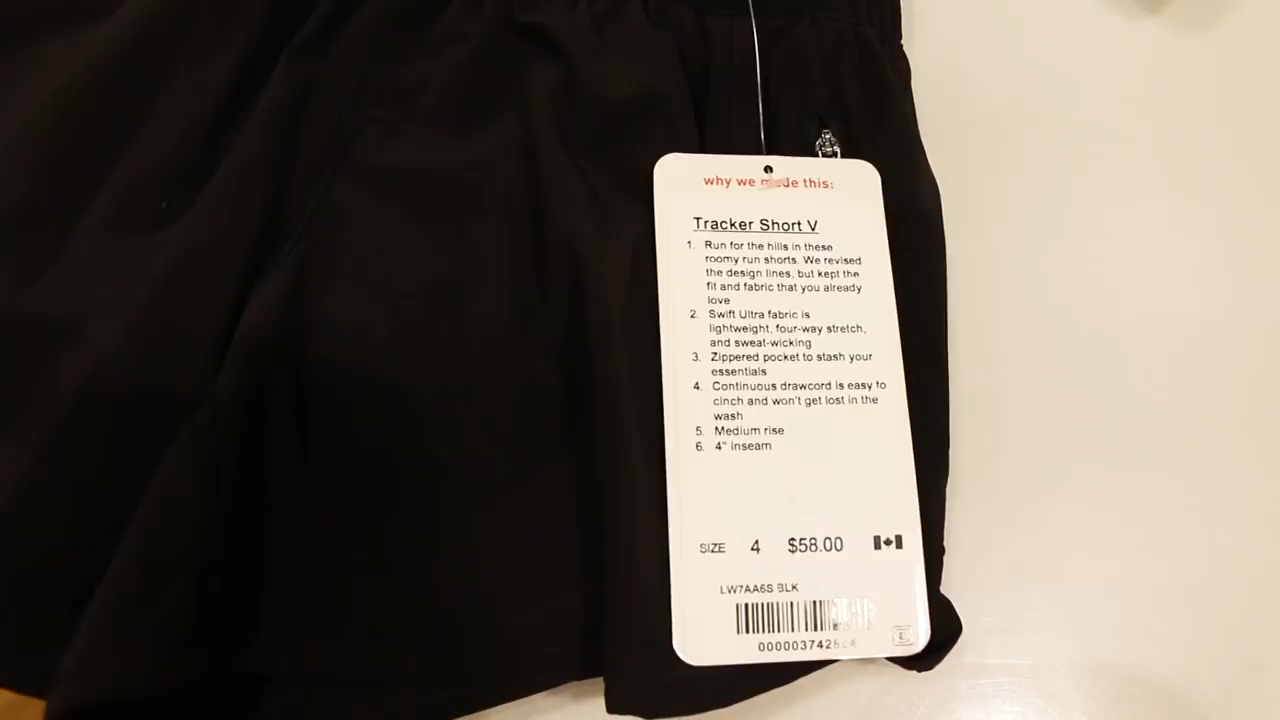 why we made this:
Tracker Short V
1. Run for the hills in these
roomy run shorts. We revised
the design lines, but kept the
fit and fabric that you already
love
2. Swift Ultra fabric is
lightweight, four-way stretch,
and sweat-wicking
3. Zippered pocket to stash your
essentials
4. Continuous drawcord is easy to
cinch and won't get lost in the
wash
5. Medium rise
6. 4" inseam
SIZE 4 $58.00
LW7AA6S BLK